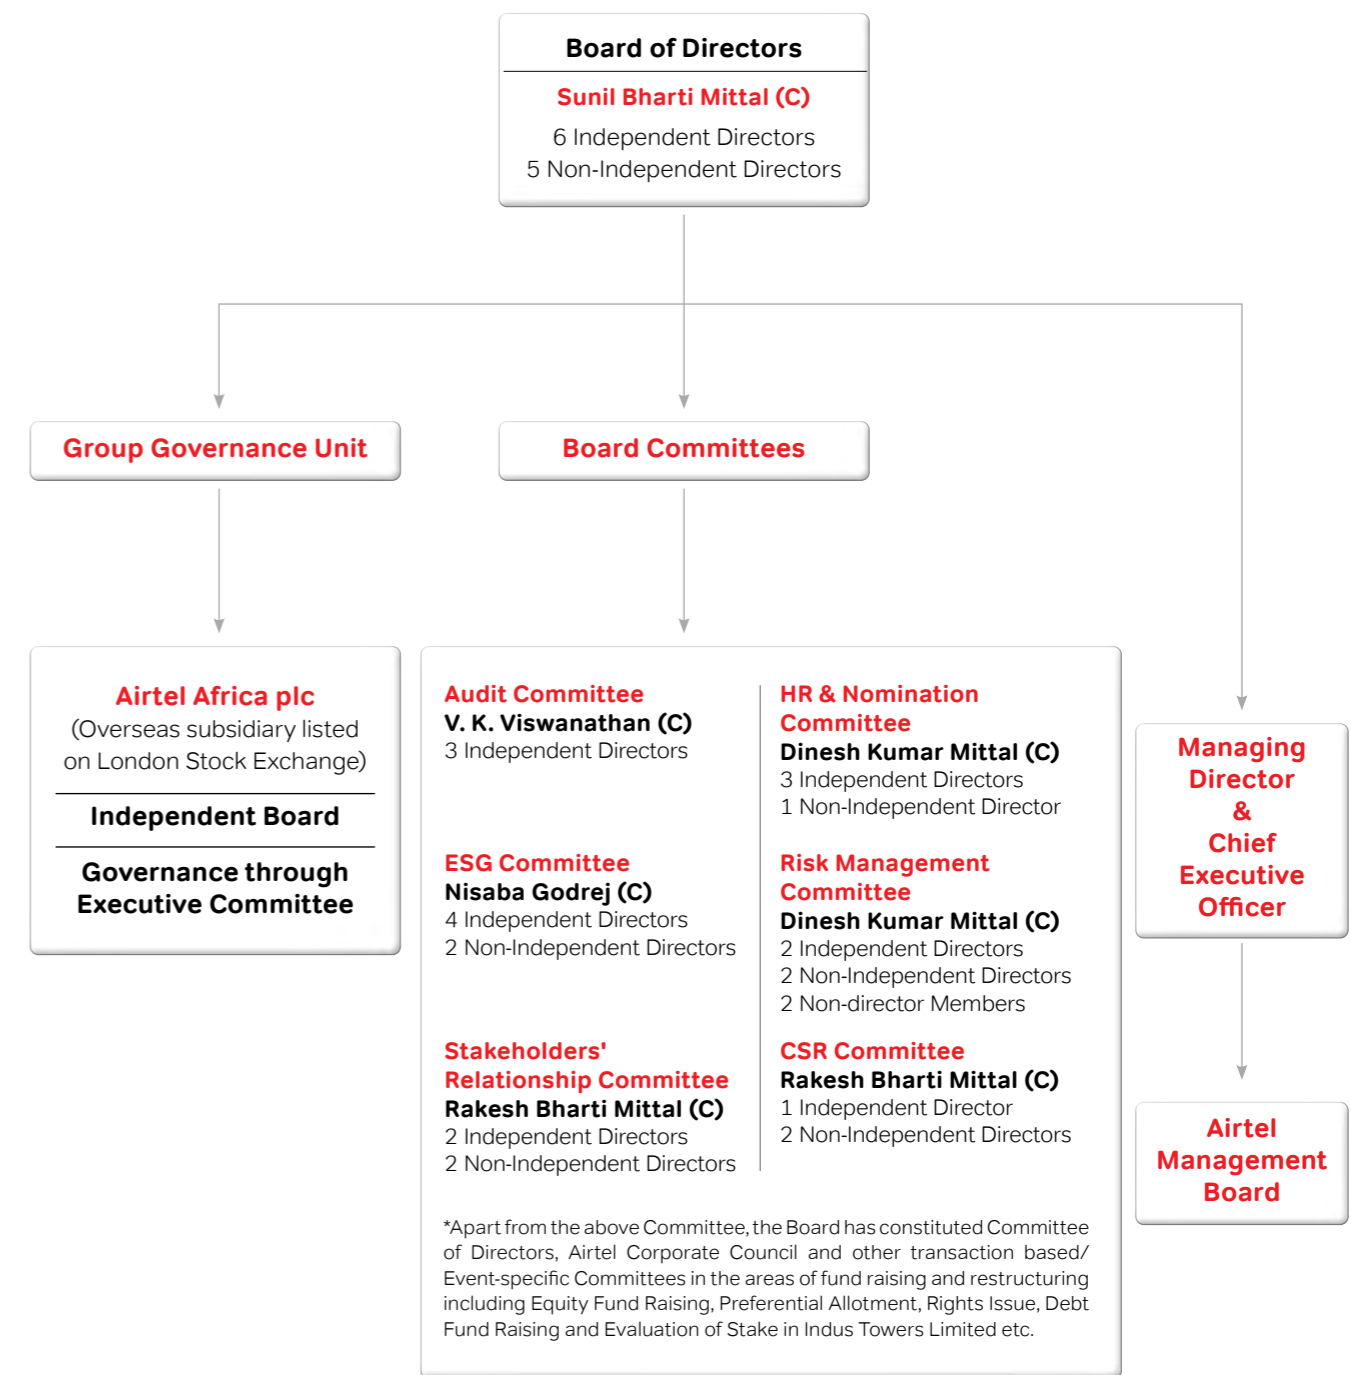 Board of Directors
Sunil Bharti Mittal (C)
6 Independent Directors
5 Non-Independent Directors
Group Governance Unit
Board Committees
Airtel Africa plc
(Overseas subsidiary listed
on London Stock Exchange)
Independent Board
Governance through
Executive Committee
Audit Committee
V. K. Viswanathan (C)
3 Independent Directors
HR & Nomination
Committee
Dinesh Kumar Mittal (C)
3 Independent Directors
1 Non-Independent Director
ESG Committee
Nisaba Godrej (C)
4 Independent Directors
2 Non-Independent Directors
Risk Management
Committee
Dinesh Kumar Mittal (C)
2 Independent Directors
2 Non-Independent Directors
2 Non-director Members
Stakeholders'
Relationship Committee
Rakesh Bharti Mittal (C)
2 Independent Directors
2 Non-Independent Directors
CSR Committee
Rakesh Bharti Mittal (C)
1 Independent Director
2 Non-Independent Directors
*Apart from the above Committee, the Board has constituted Committee
of Directors, Airtel Corporate Council and other transaction based/
Event-specific Committees in the areas of fund raising and restructuring
including Equity Fund Raising, Preferential Allotment, Rights Issue, Debt
Fund Raising and Evaluation of Stake in Indus Towers Limited etc.
Managing
Director
&
Chief
Executive
Officer
Airtel
Management
Board